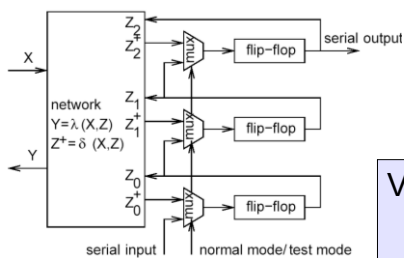 Z₂
Z₂⁺
mux
flip-flop
serial output
X
network
Y=λ(X,Z)
Z⁺=δ (X,Z)
Z₁
Z₁⁺
mux
flip-flop
Y
Z₀
Z₀⁺
mux
flip-flop
serial input
normal mode/test mode
V